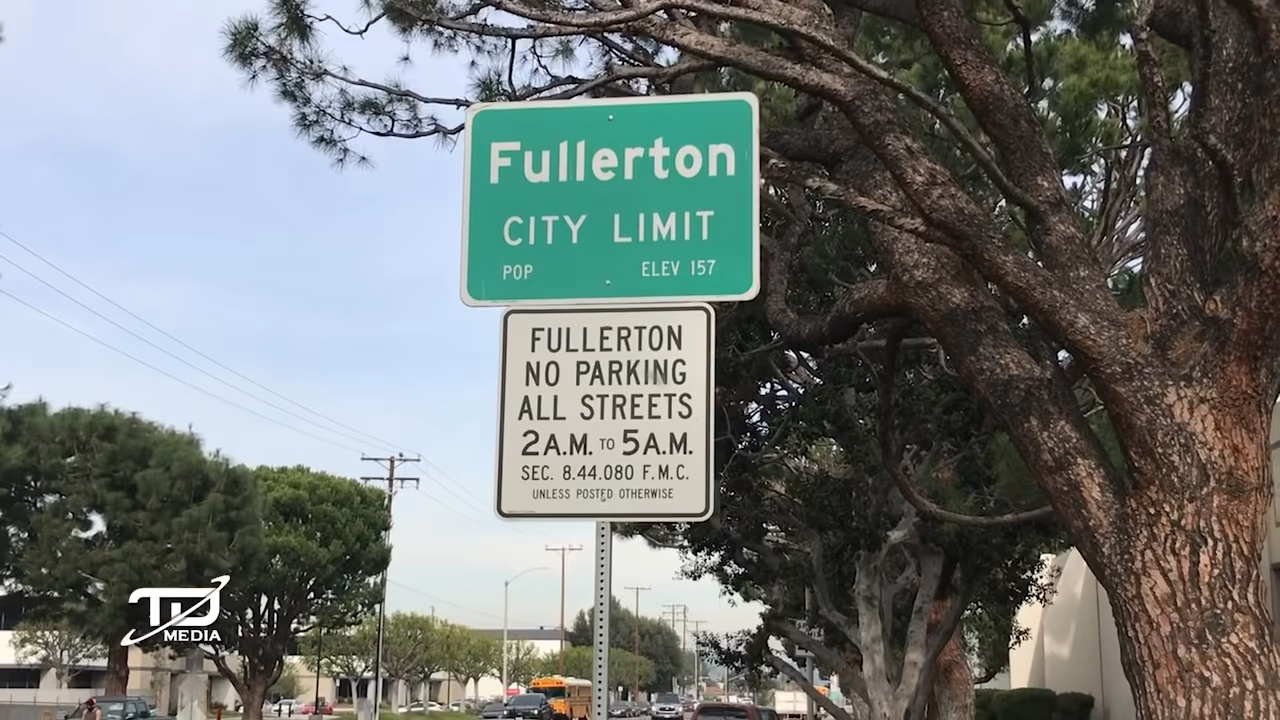 Fullerton
CITY LIMIT
POP ELEV 157
FULLERTON
NO PARKING
ALL STREETS
2A.M. TO 5A.M.
SEC. 8.44.080 F.M.C.
UNLESS POSTED OTHERWISE
TD
MEDIA